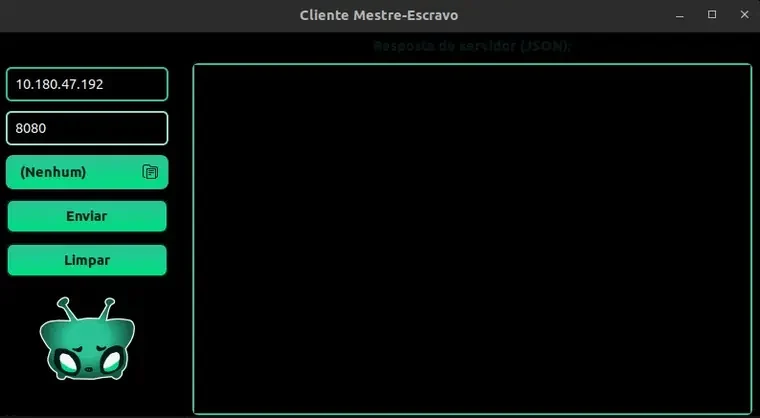 Cliente Mestre-Escravo
Resposta do servidor (JSON):
10.180.47.192
8080
(Nenhum)
Enviar
Limpar